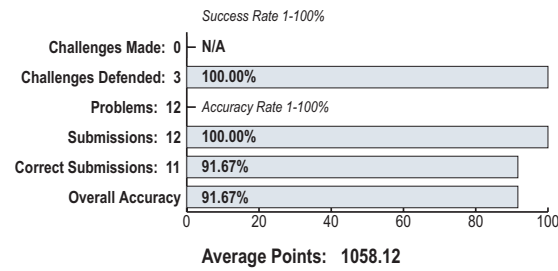 Success Rate 1-100%
Challenges Made: 0 N/A
Challenges Defended: 3 100.00%
Problems: 12 Accuracy Rate 1-100%
Submissions: 12 100.00%
Correct Submissions: 11 91.67%
Overall Accuracy 91.67%
0 20 40 60 80 100
Average Points: 1058.12